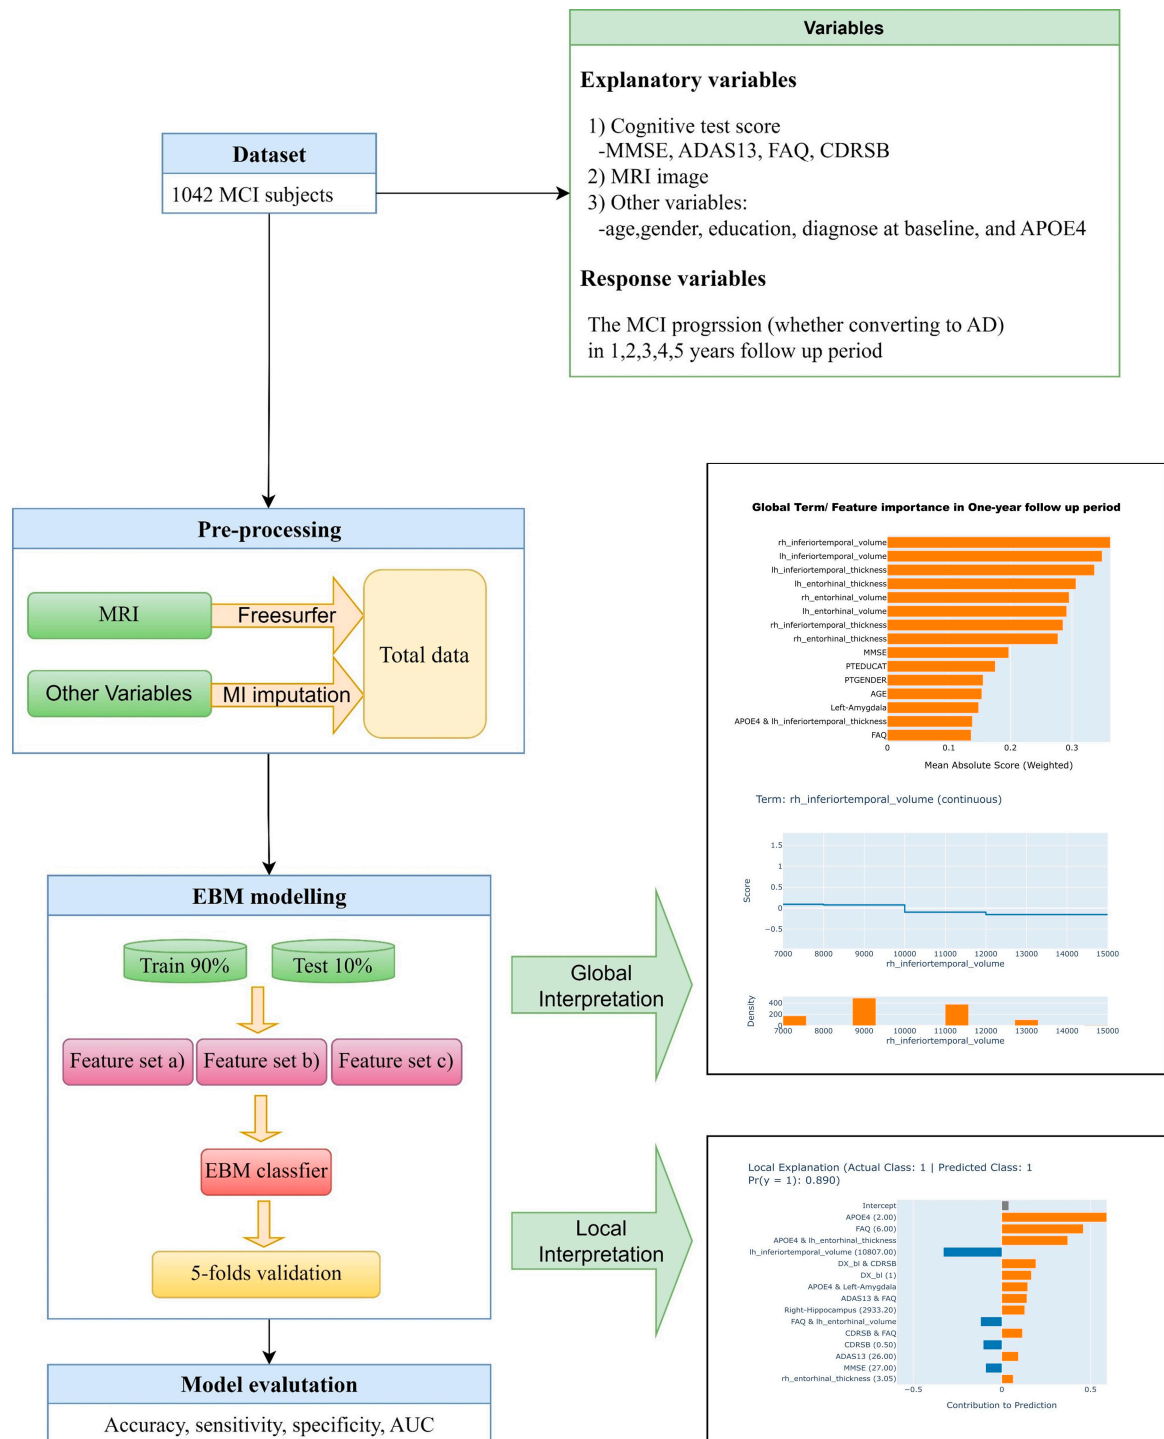 Variables
Explanatory variables
1) Cognitive test score
-MMSE, ADAS13, FAQ, CDRSB
2) MRI image
3) Other variables:
-age,gender, education, diagnose at baseline, and APOE4
Response variables
The MCI progrssion (whether converting to AD)
in 1,2,3,4,5 years follow up period
Dataset
1042 MCI subjects
Pre-processing
MRI
Freesurfer
Other Variables
MI imputation
Total data
EBM modelling
Train 90%
Test 10%
Feature set a)
Feature set b)
Feature set c)
EBM classfier
5-folds validation
Model evalutation
Accuracy, sensitivity, specificity, AUC
Global
Interpretation
Local
Interpretation
Global Term/ Feature importance in One-year follow up period
rh_inferiortemporal_volume
lh_inferiortemporal_volume
lh_inferiortemporal_thickness
lh_entorhinal_thickness
rh_entorhinal_volume
lh_entorhinal_volume
rh_inferiortemporal_thickness
rh_entorhinal_thickness
MMSE
PTEDUCAT
PTGENDER
AGE
Left-Amygdala
APOE4 & lh_inferiortemporal_thickness
FAQ
0 0.1 0.2 0.3
Mean Absolute Score (Weighted)
Term: rh_inferiortemporal_volume (continuous)
Score
1.5
1
0.5
0
−0.5
7000 8000 9000 10000 11000 12000 13000 14000 15000
rh_inferiortemporal_volume
Density
400
200
0
7000 8000 9000 10000 11000 12000 13000 14000 15000
rh_inferiortemporal_volume
Local Explanation (Actual Class: 1 | Predicted Class: 1
Pr(y = 1): 0.890)
Intercept
APOE4 (2.00)
FAQ (6.00)
APOE4 & lh_entorhinal_thickness
lh_inferiortemporal_volume (10807.00)
DX_bl & CDRSB
DX_bl (1)
APOE4 & Left-Amygdala
ADAS13 & FAQ
Right-Hippocampus (2933.20)
FAQ & lh_entorhinal_volume
CDRSB & FAQ
CDRSB (0.50)
ADAS13 (26.00)
MMSE (27.00)
rh_entorhinal_thickness (3.05)
−0.5 0 0.5
Contribution to Prediction